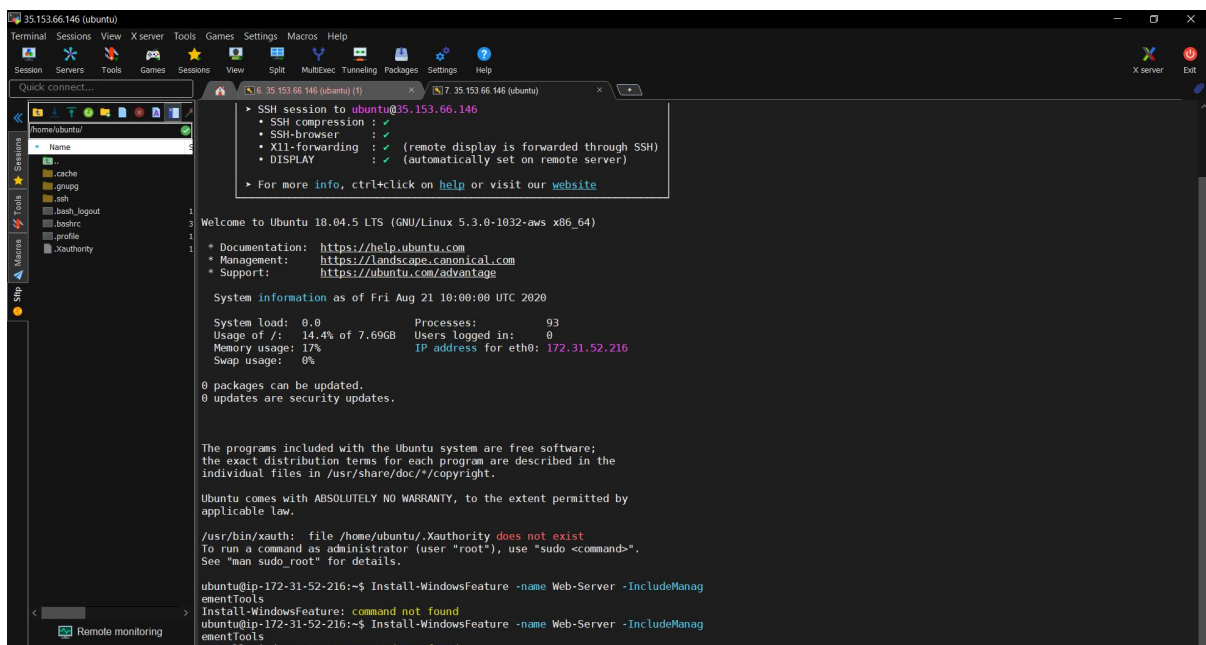 35.153.66.146 (ubuntu)
Terminal Sessions View X server Tools Games Settings Macros Help
Session Servers Tools Games Sessions View Split MultiExec Tunneling Packages Settings Help X server Exit
Quick connect...
6. 35.153.66.146 (ubuntu) (1)
7. 35.153.66.146 (ubuntu)
/home/ubuntu/
Name
..
.cache
.gnupg
.ssh
.bash_logout 1
.bashrc 3
.profile 1
.Xauthority 1
Sessions
Tools
Macros
Sftp
Remote monitoring
➤ SSH session to ubuntu@35.153.66.146
• SSH compression : ✔
• SSH-browser : ✔
• X11-forwarding : ✔ (remote display is forwarded through SSH)
• DISPLAY : ✔ (automatically set on remote server)
➤ For more info, ctrl+click on help or visit our website
Welcome to Ubuntu 18.04.5 LTS (GNU/Linux 5.3.0-1032-aws x86_64)
* Documentation: https://help.ubuntu.com
* Management: https://landscape.canonical.com
* Support: https://ubuntu.com/advantage
System information as of Fri Aug 21 10:00:00 UTC 2020
System load: 0.0 Processes: 93
Usage of /: 14.4% of 7.69GB Users logged in: 0
Memory usage: 17% IP address for eth0: 172.31.52.216
Swap usage: 0%
0 packages can be updated.
0 updates are security updates.
The programs included with the Ubuntu system are free software;
the exact distribution terms for each program are described in the
individual files in /usr/share/doc/*/copyright.
Ubuntu comes with ABSOLUTELY NO WARRANTY, to the extent permitted by
applicable law.
/usr/bin/xauth: file /home/ubuntu/.Xauthority does not exist
To run a command as administrator (user "root"), use "sudo <command>".
See "man sudo_root" for details.
ubuntu@ip-172-31-52-216:~$ Install-WindowsFeature -name Web-Server -IncludeManag
ementTools
Install-WindowsFeature: command not found
ubuntu@ip-172-31-52-216:~$ Install-WindowsFeature -name Web-Server -IncludeManag
ementTools